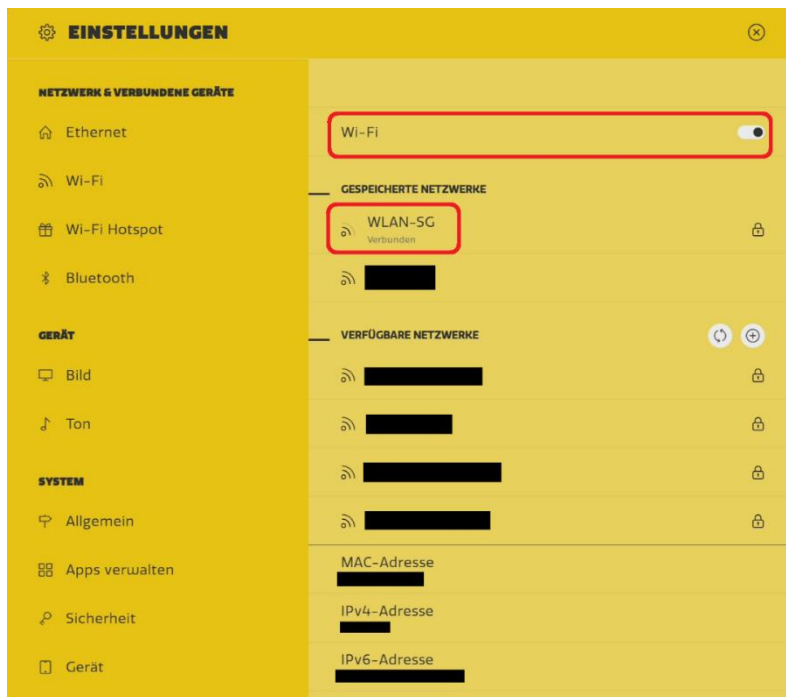 EINSTELLUNGEN
NETZWERK & VERBUNDENE GERÄTE
Ethernet
Wi-Fi
Wi-Fi Hotspot
Bluetooth
GERÄT
Bild
Ton
SYSTEM
Allgemein
Apps verwalten
Sicherheit
Gerät
Wi-Fi
GESPEICHERTE NETZWERKE
WLAN-SG
Verbunden
VERFÜGBARE NETZWERKE
MAC-Adresse
IPv4-Adresse
IPv6-Adresse